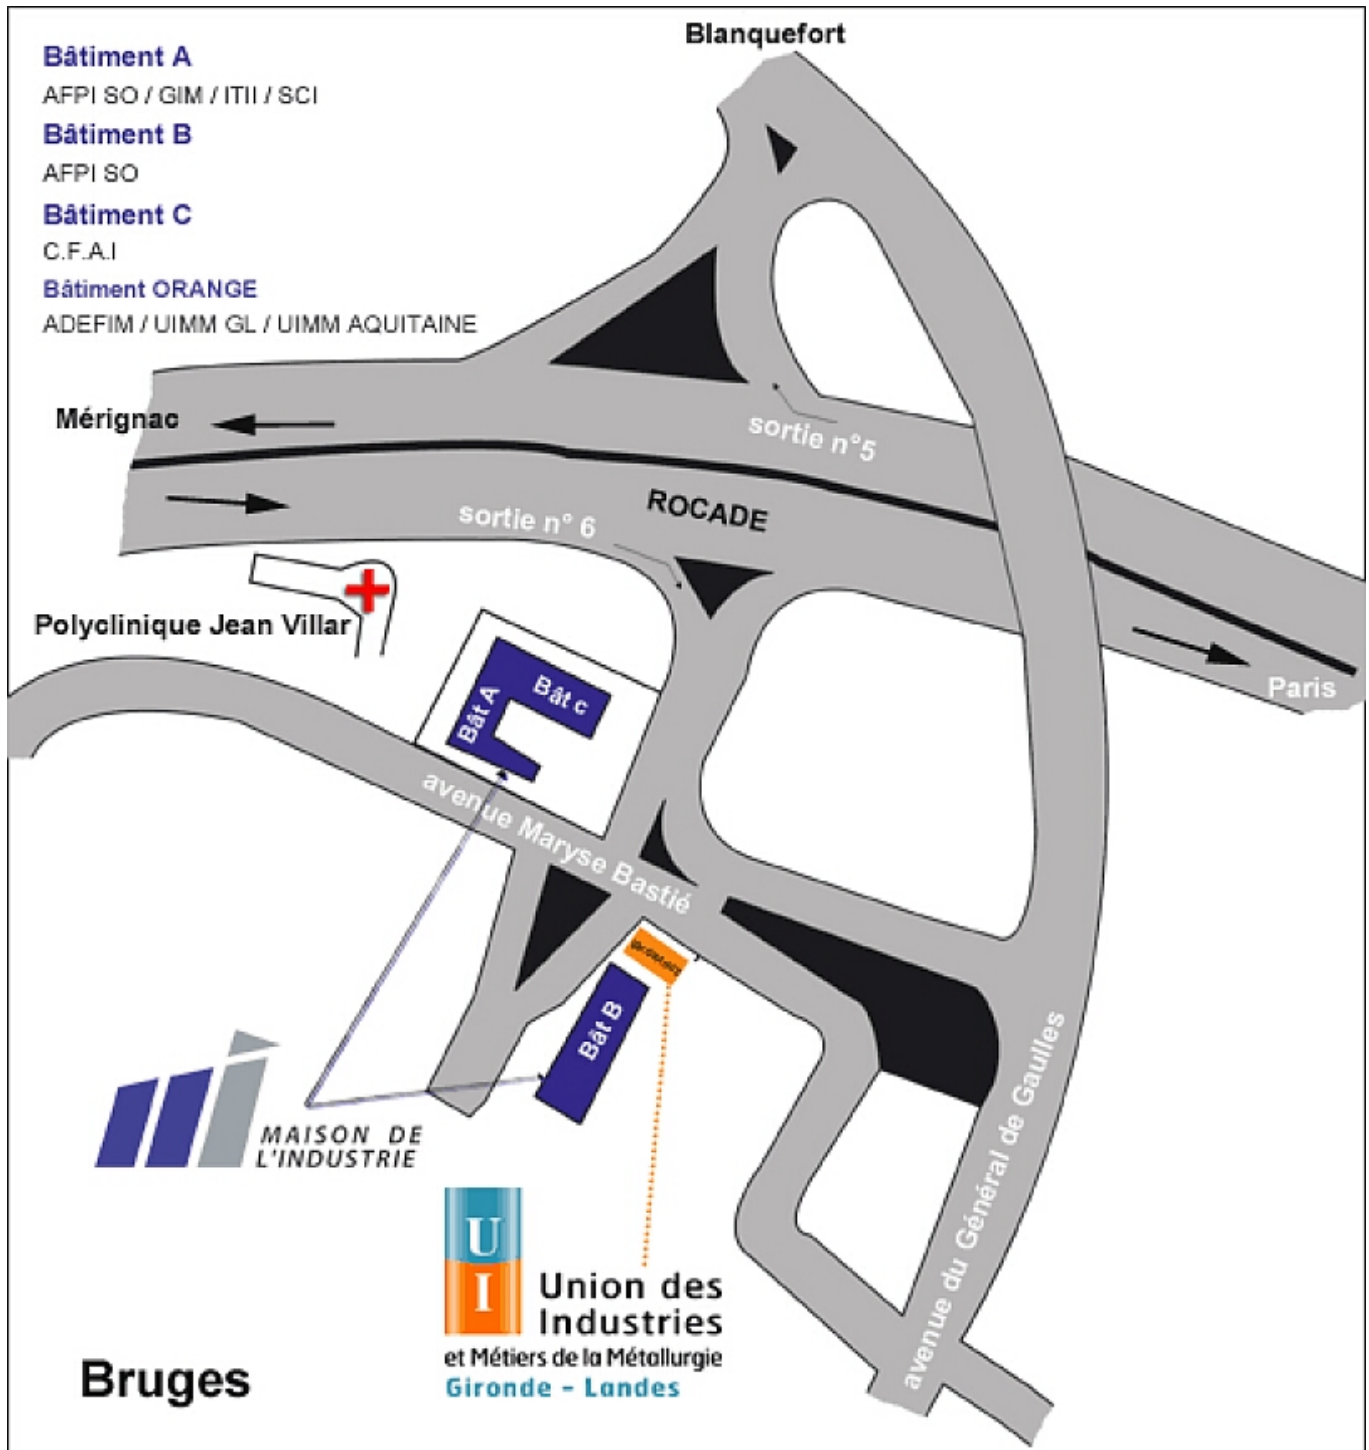 Blanquefort
Bâtiment A
AFPI SO / GIM / ITII / SCI
Bâtiment B
AFPI SO
Bâtiment C
C.F.A.I
Bâtiment ORANGE
ADEFIM / UIMM GL / UIMM AQUITAINE
Mérignac
sortie n°5
ROCADE
sortie n° 6
Polyclinique Jean Villar
Paris
Bât A
Bât c
avenue Maryse Bastié
Bât B
avenue du Général de Gaulles
MAISON DE
L'INDUSTRIE
U
I
Union des
Industries
et Métiers de la Métallurgie
Gironde - Landes
Bruges